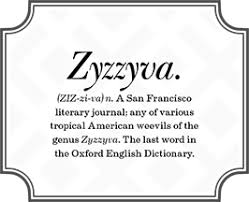 Zyzzyva.
(ZIZ-zi-va) n. A San Francisco
literary journal; any of various
tropical American weevils of the
genus Zyzzyva. The last word in
the Oxford English Dictionary.